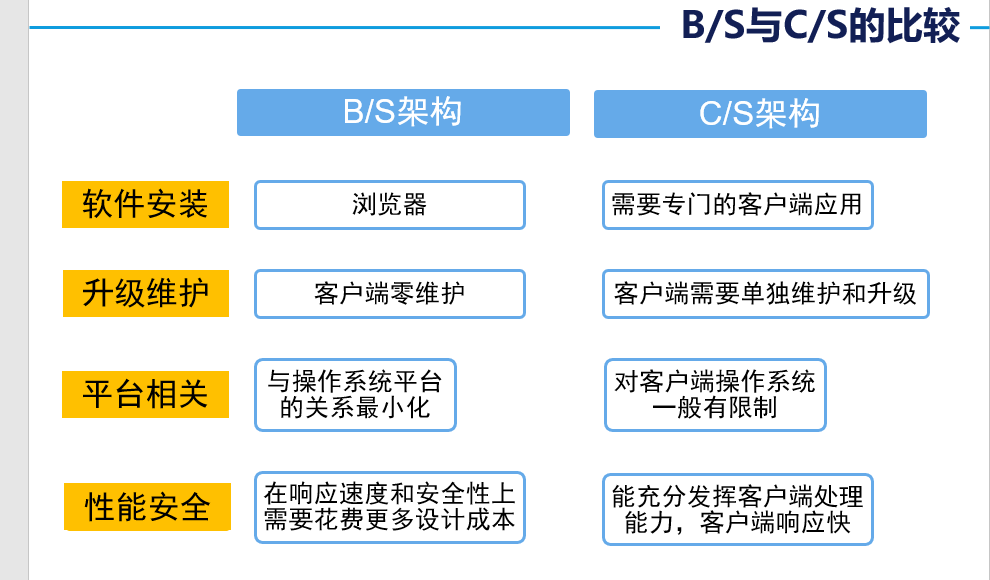 B/S与C/S的比较
B/S架构
C/S架构
软件安装
浏览器
需要专门的客户端应用
升级维护
客户端零维护
客户端需要单独维护和升级
平台相关
与操作系统平台
的关系最小化
对客户端操作系统
一般有限制
性能安全
在响应速度和安全性上
需要花费更多设计成本
能充分发挥客户端处理
能力，客户端响应快